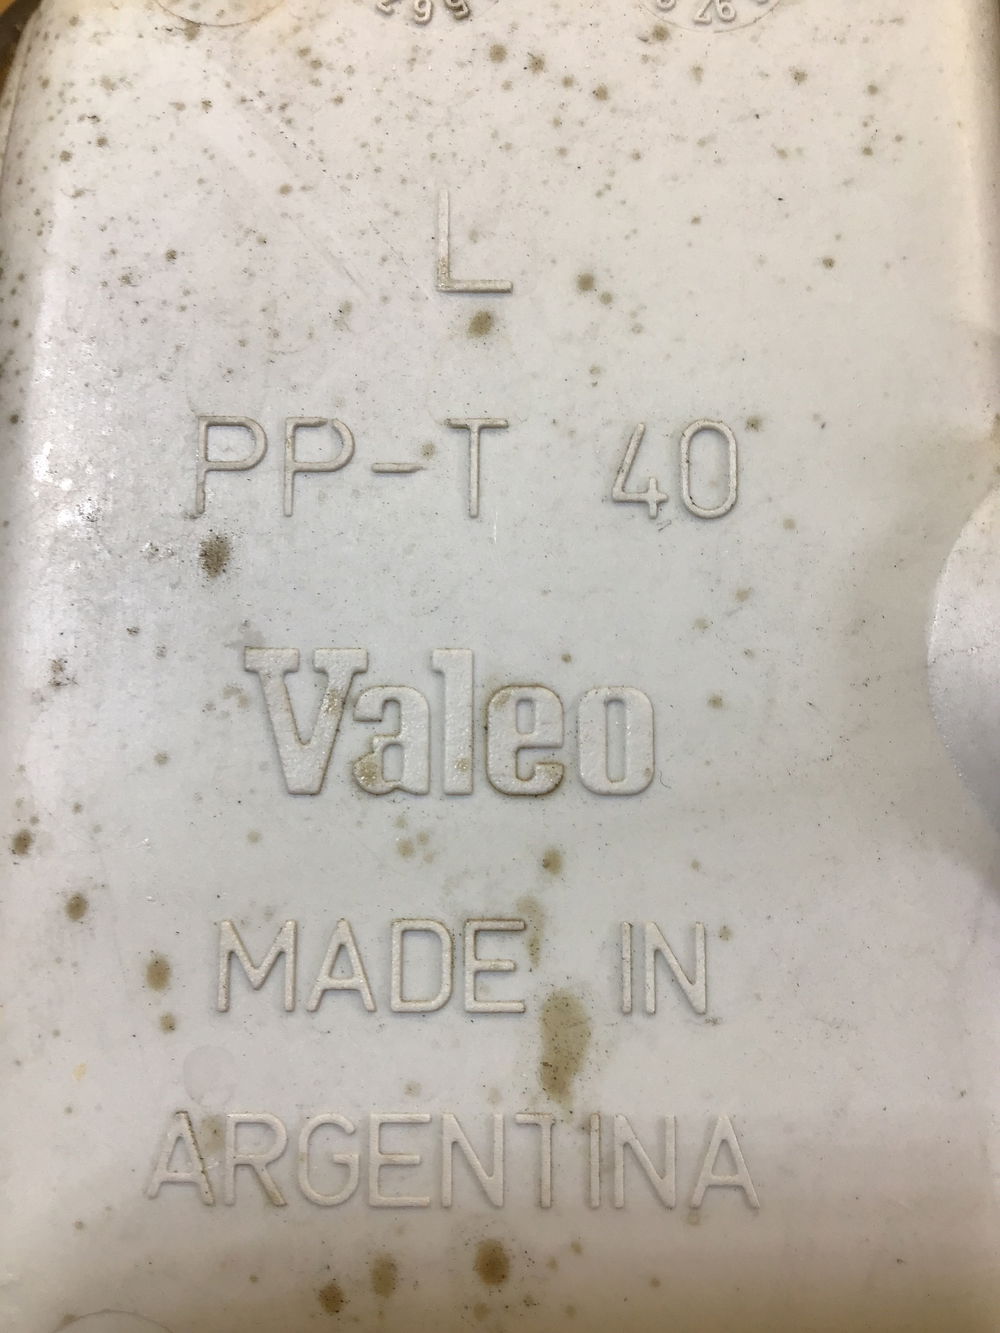 L
PP-T 40
Valeo
MADE IN
ARGENTINA